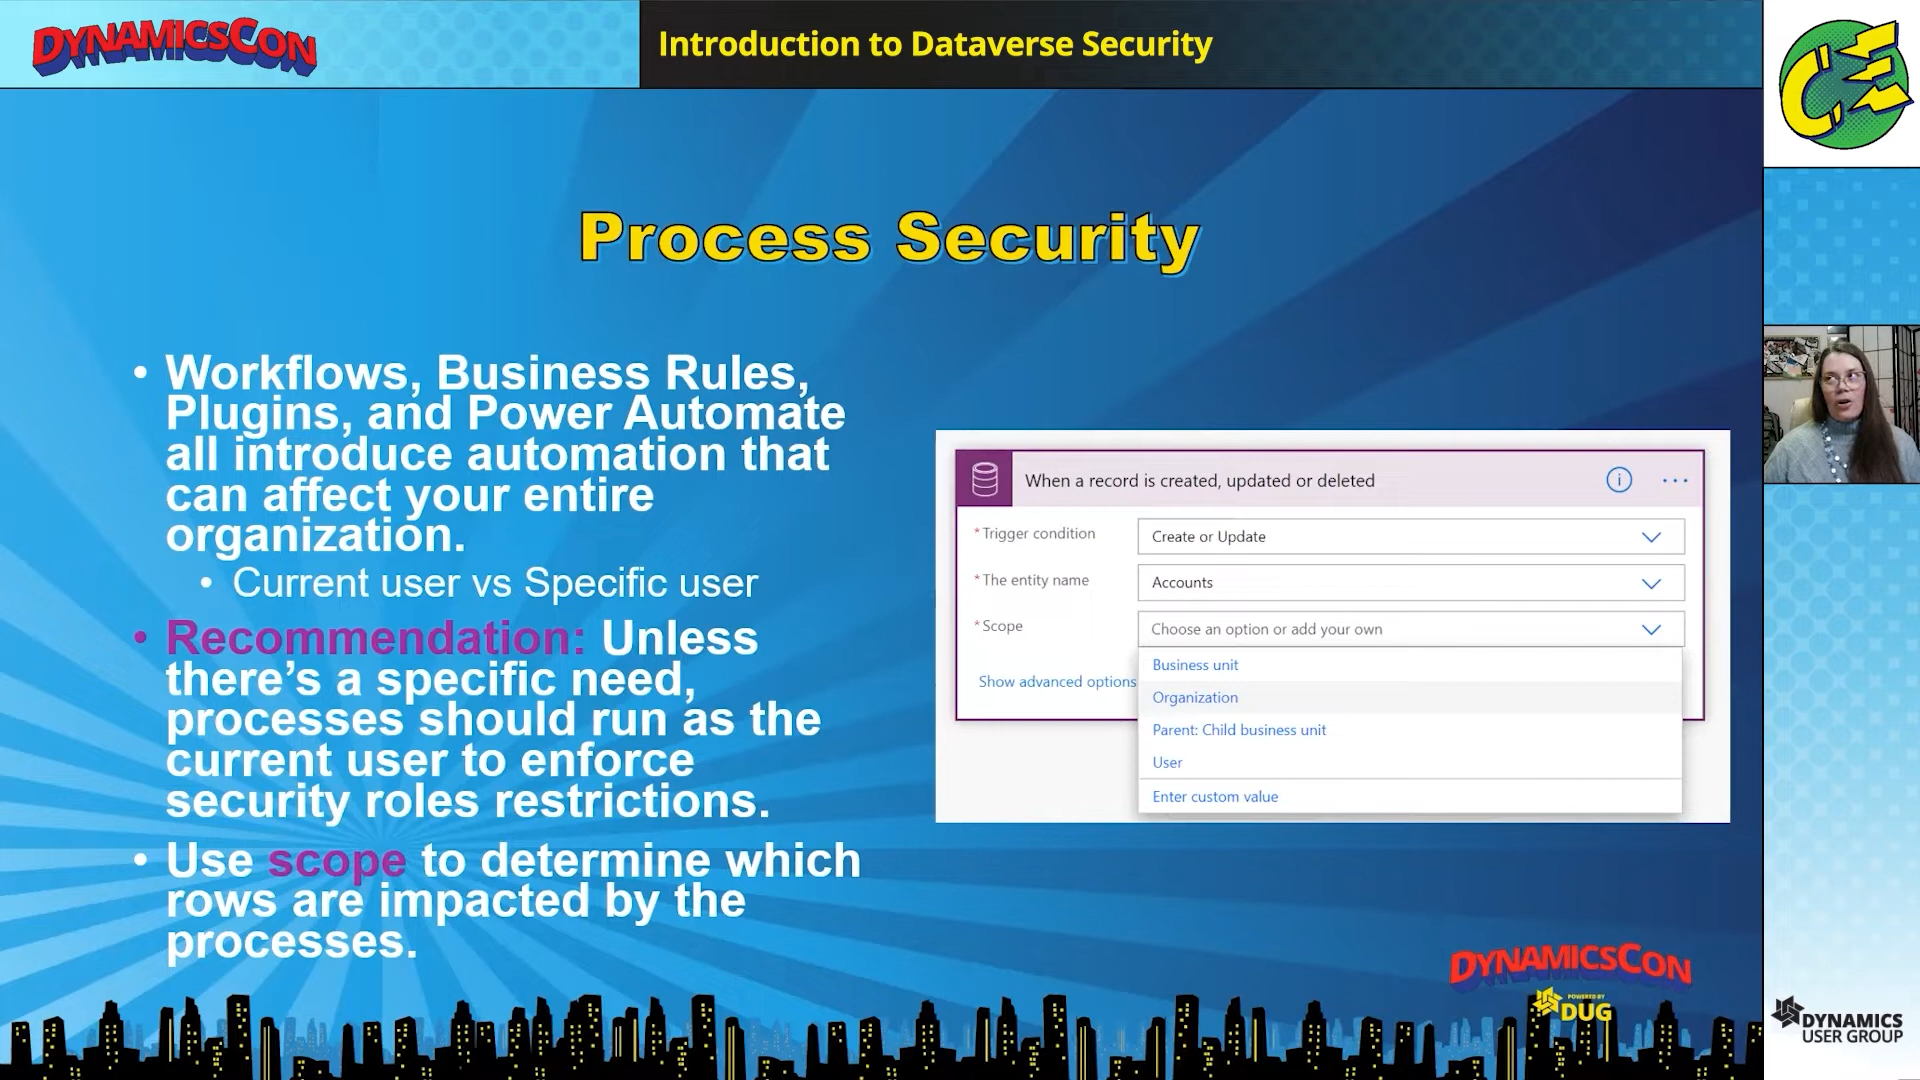 DYNAMICSCON
Introduction to Dataverse Security
CE
Process Security
• Workflows, Business Rules,
Plugins, and Power Automate
all introduce automation that
can affect your entire
organization.
• Current user vs Specific user
• Recommendation: Unless
there’s a specific need,
processes should run as the
current user to enforce
security roles restrictions.
• Use scope to determine which
rows are impacted by the
processes.
When a record is created, updated or deleted
* Trigger condition
Create or Update
* The entity name
Accounts
* Scope
Choose an option or add your own
Business unit
Show advanced options
Organization
Parent: Child business unit
User
Enter custom value
DYNAMICSCON
POWERED BY
DUG
DYNAMICS
USER GROUP